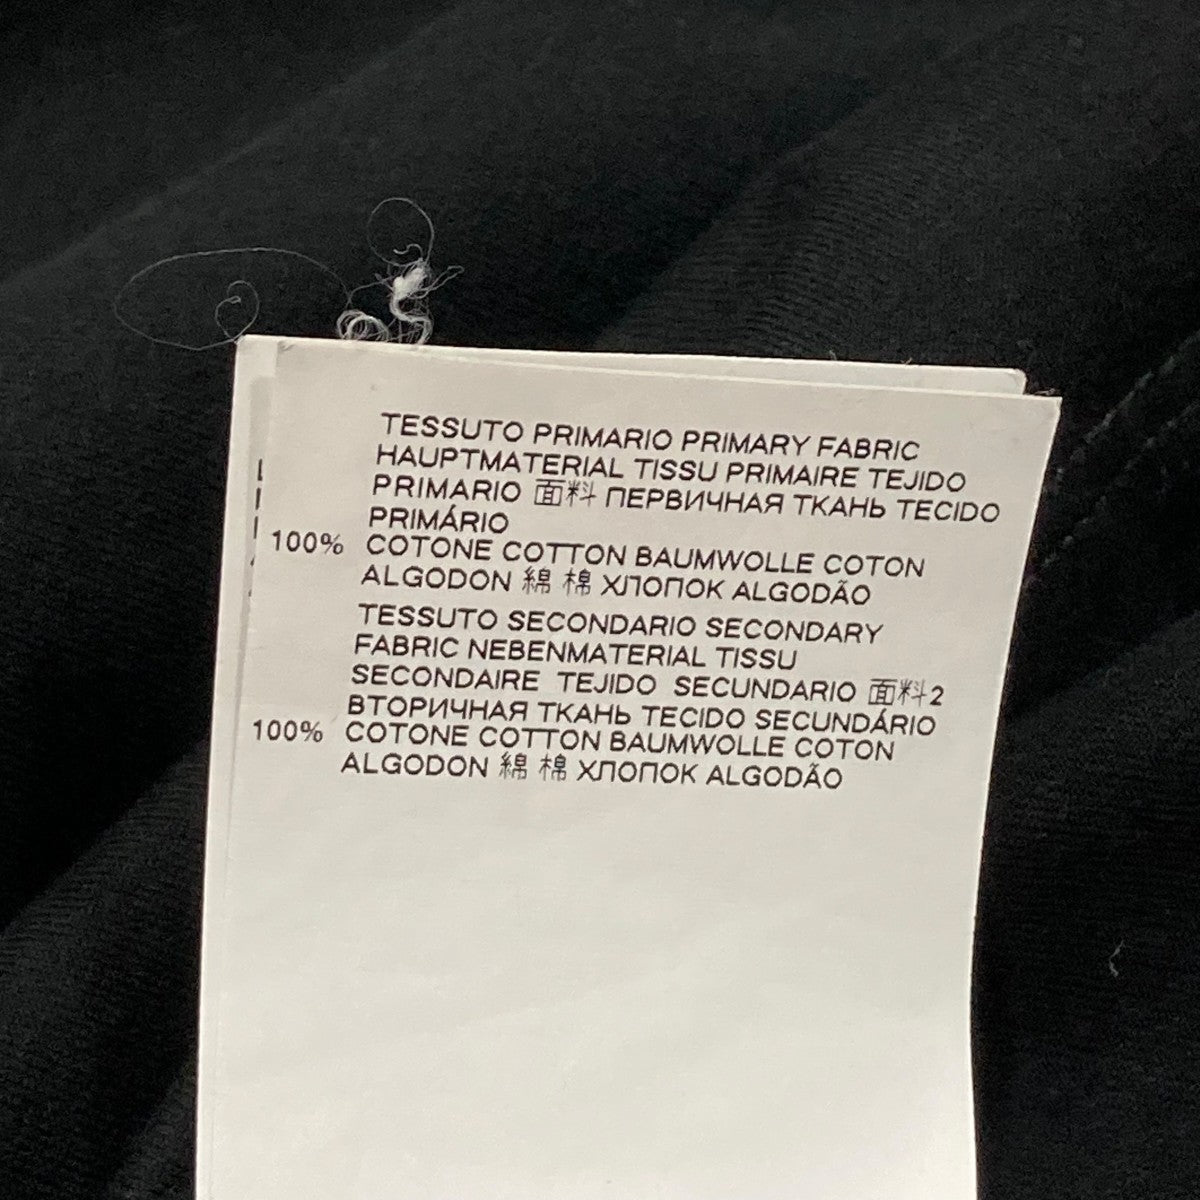 TESSUTO PRIMARIO PRIMARY FABRIC
HAUPTMATERIAL TISSU PRIMAIRE TEJIDO
PRIMARIO 面料 ПЕРВИЧНАЯ ТКАНЬ TECIDO
PRIMÁRIO
100% COTONE COTTON BAUMWOLLE COTON
ALGODON 綿 棉 ХЛОПОК ALGODÃO
TESSUTO SECONDARIO SECONDARY
FABRIC NEBENMATERIAL TISSU
SECONDAIRE TEJIDO SECUNDARIO 面料2
ВТОРИЧНАЯ ТКАНЬ TECIDO SECUNDÁRIO
100% COTONE COTTON BAUMWOLLE COTON
ALGODON 綿 棉 ХЛОПОК ALGODÃO